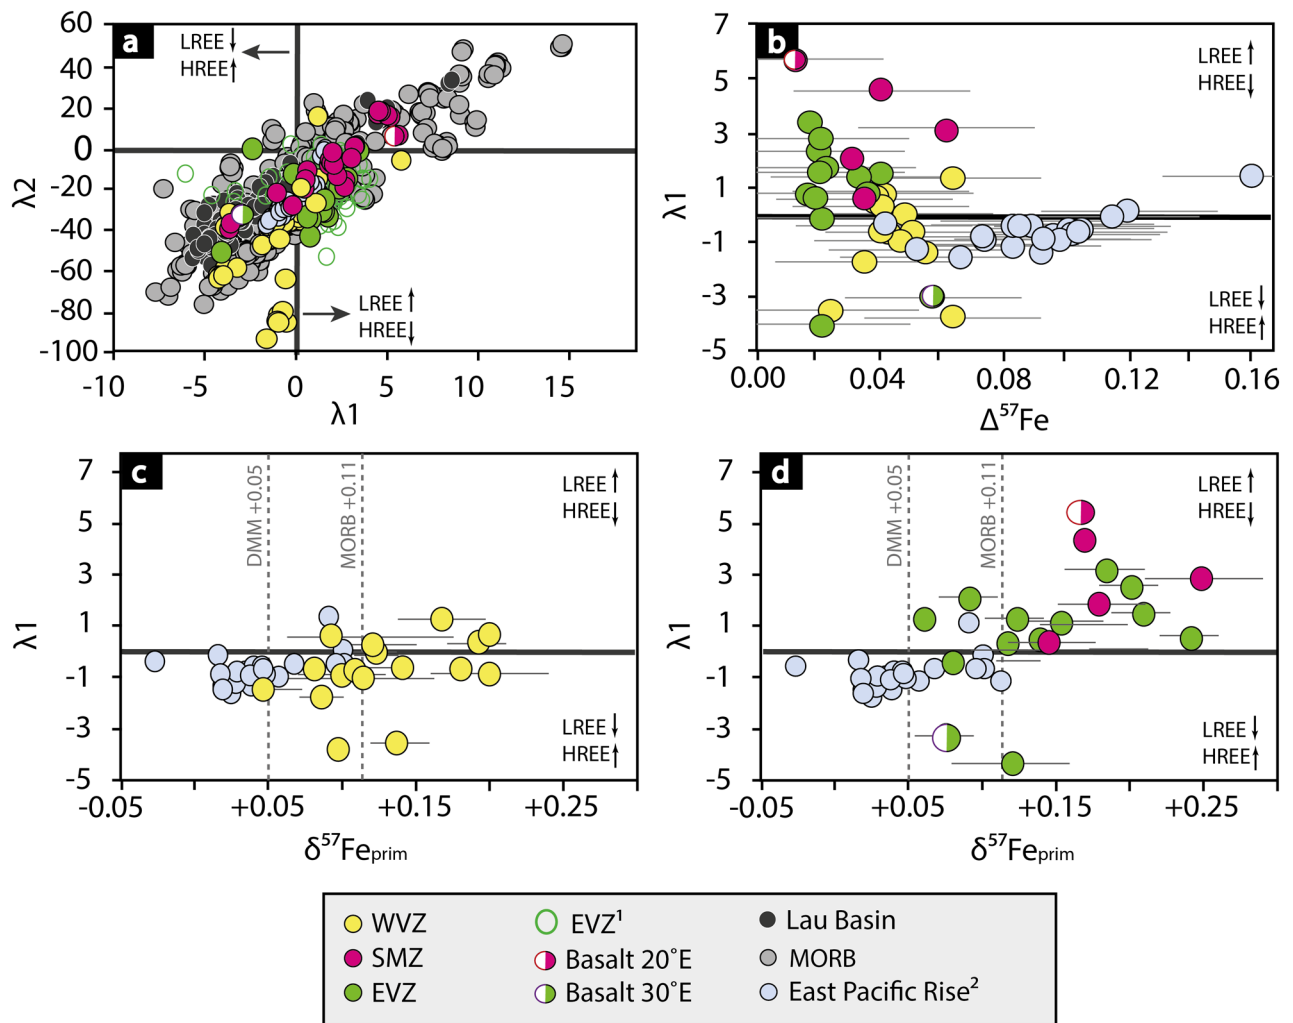 a
LREE↓
HREE↑
LREE↑
HREE↓
60
40
20
0
-20
-40
-60
-80
-100
λ2
-10
-5
0
5
10
15
λ1
b
LREE↑
HREE↓
LREE↓
HREE↑
7
5
3
1
-1
-3
-5
λ1
0.00
0.04
0.08
0.12
0.16
Δ⁵⁷Fe
c
DMM +0.05
MORB +0.11
LREE↑
HREE↓
LREE↓
HREE↑
7
5
3
1
-1
-3
-5
λ1
-0.05
+0.05
+0.15
+0.25
δ⁵⁷Feprim
d
DMM +0.05
MORB +0.11
LREE↑
HREE↓
LREE↓
HREE↑
7
5
3
1
-1
-3
-5
λ1
-0.05
+0.05
+0.15
+0.25
δ⁵⁷Feprim
WVZ
SMZ
EVZ
EVZ¹
Basalt 20˚E
Basalt 30˚E
Lau Basin
MORB
East Pacific Rise²